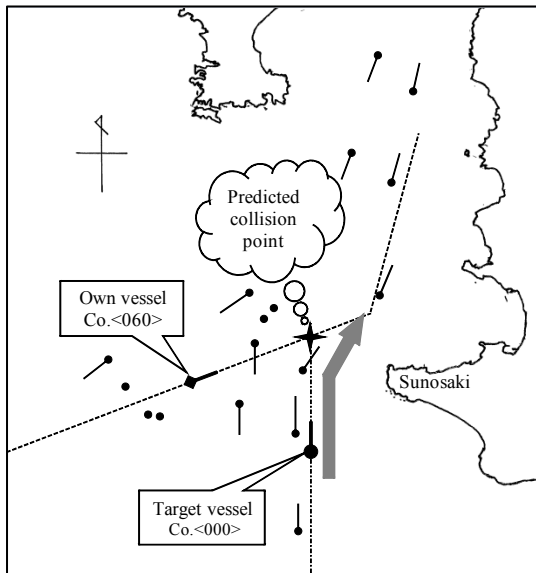 Predicted
collision
point
Own vessel
Co.<060>
Sunosaki
Target vessel
Co.<000>